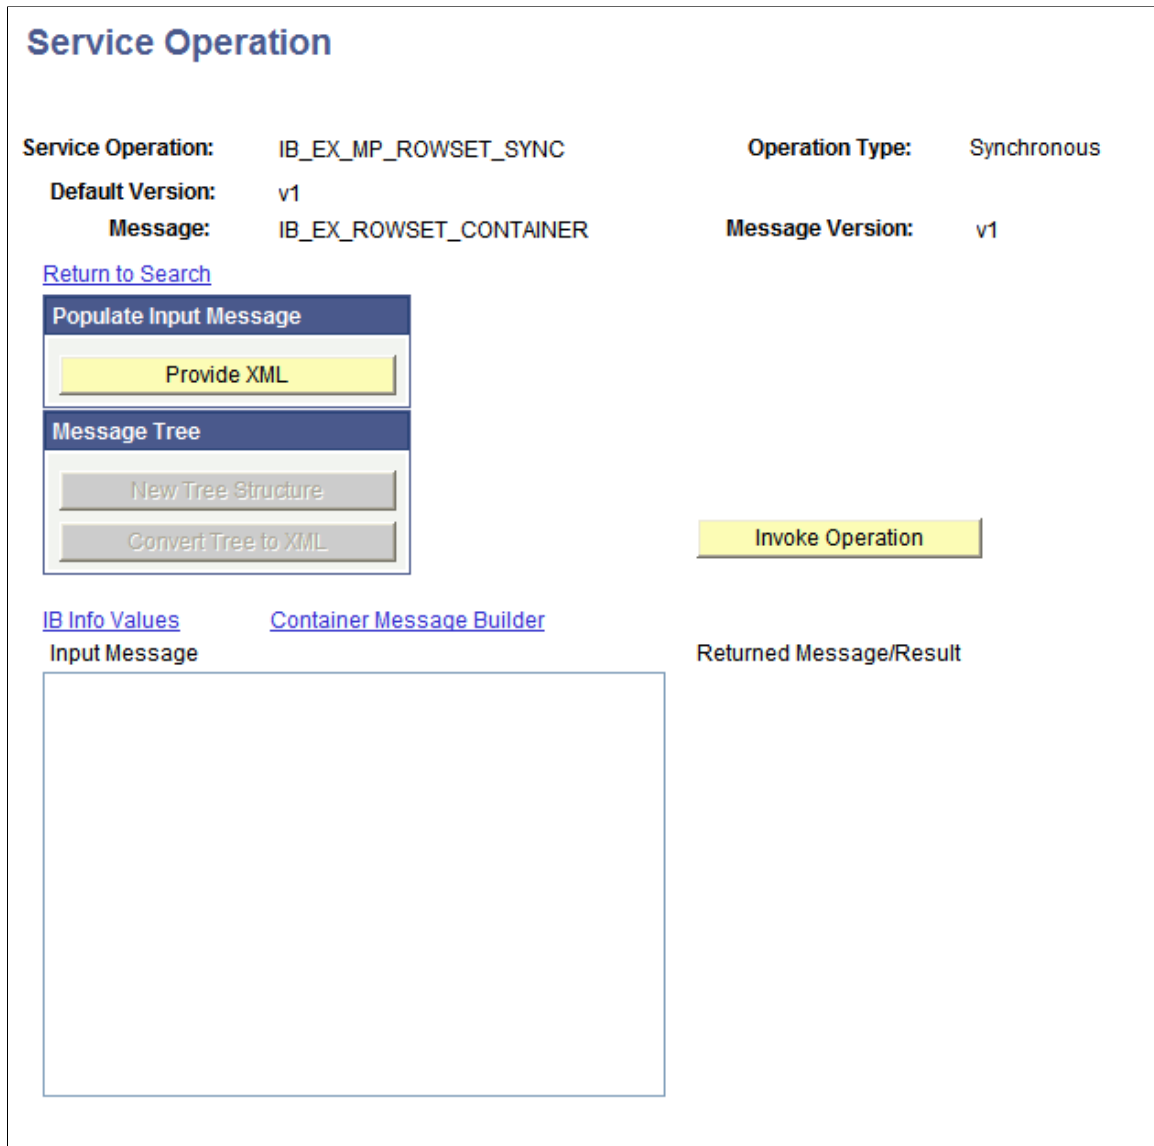 Service Operation
Service Operation: IB_EX_MP_ROWSET_SYNC Operation Type: Synchronous
Default Version: v1
Message: IB_EX_ROWSET_CONTAINER Message Version: v1
Return to Search
Populate Input Message
Provide XML
Message Tree
New Tree Structure
Convert Tree to XML
Invoke Operation
IB Info Values Container Message Builder
Input Message Returned Message/Result